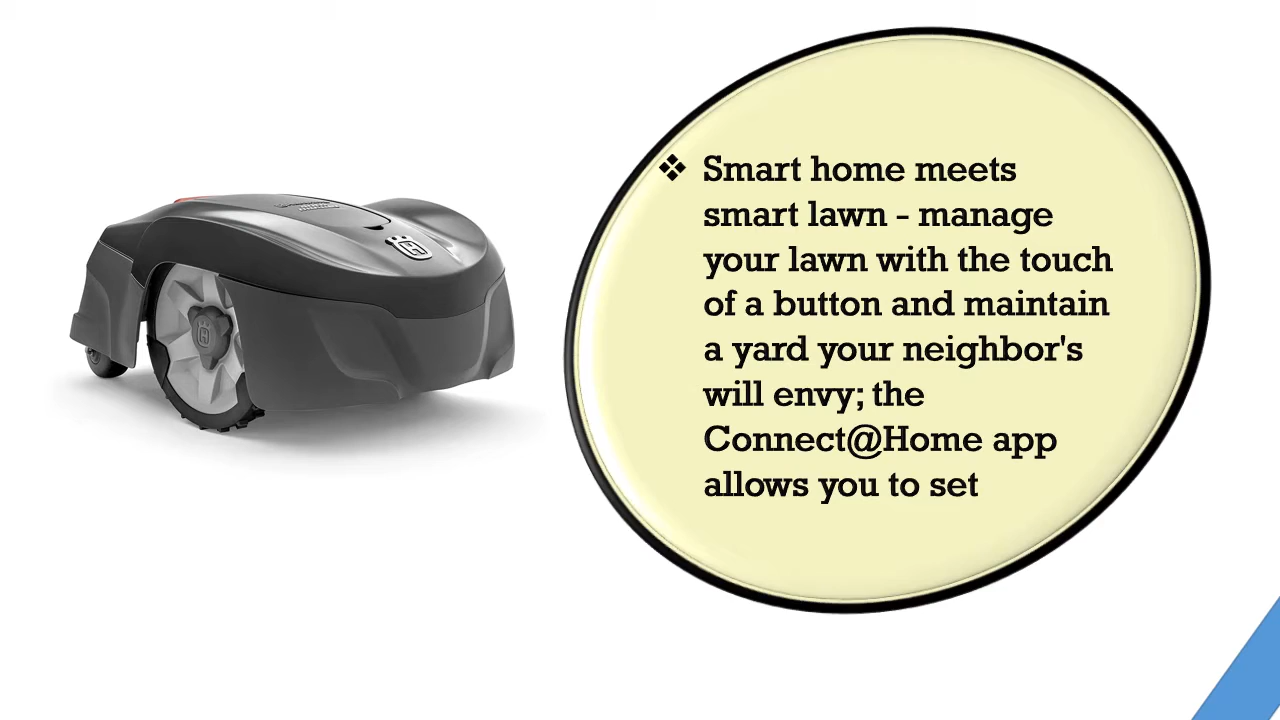 ❖ Smart home meets
smart lawn - manage
your lawn with the touch
of a button and maintain
a yard your neighbor's
will envy; the
Connect@Home app
allows you to set